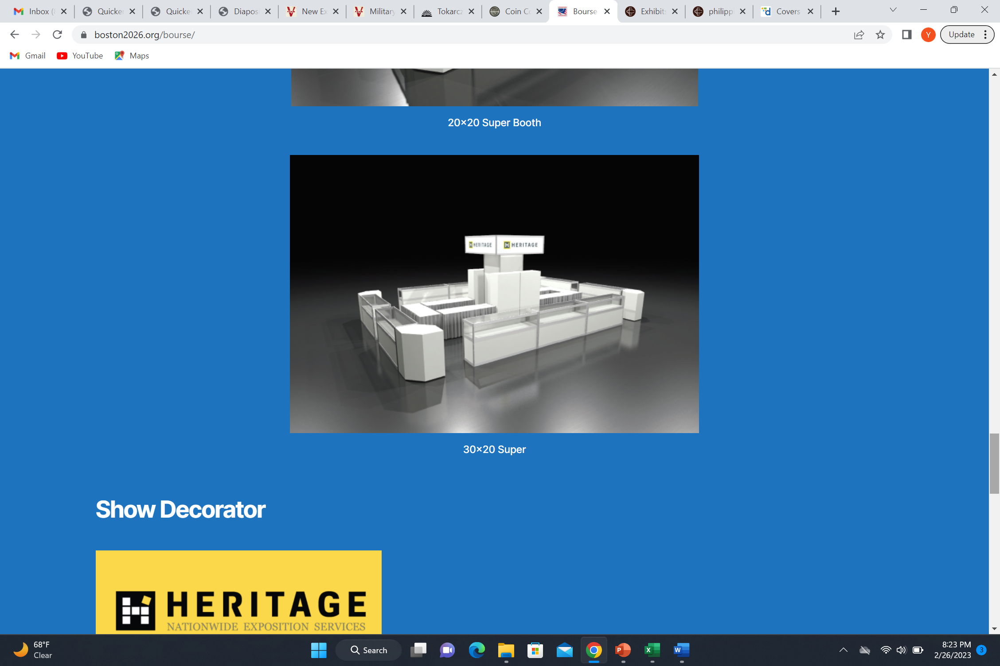 Inbox (
Quicke
Quicke
Diapos
New Ex
Military
Tokarcz
Coin C
Bourse
Exhibits
philipp
Covers
boston2026.org/bourse/
Y
Update
Gmail
YouTube
Maps
20×20 Super Booth
HERITAGE
HERITAGE
30×20 Super
Show Decorator
HERITAGE
NATIONWIDE EXPOSITION SERVICES
68°F
Clear
Search
8:23 PM
2/26/2023
3